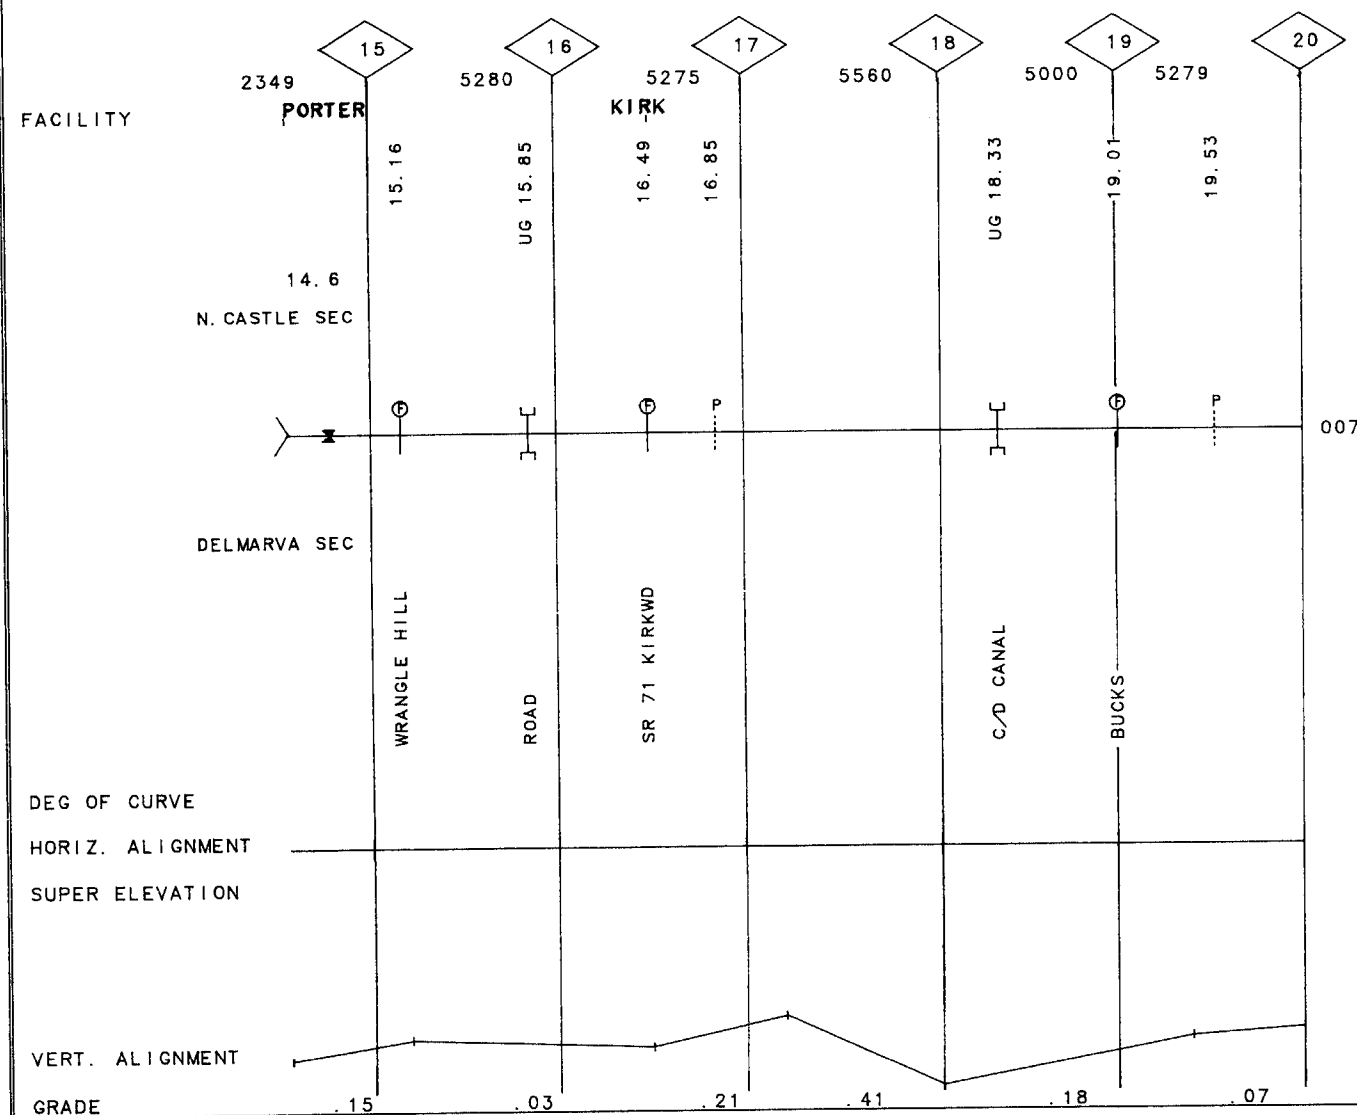 15 16 17 18 19 20
2349 5280 5275 5560 5000 5279
FACILITY PORTER KIRK
15.16
UG 15.85
16.49
16.85
UG 18.33
19.01
19.53
14.6
N. CASTLE SEC
F F P F P
007
DELMARVA SEC
WRANGLE HILL
ROAD
SR 71 KIRKWD
C/D CANAL
BUCKS
DEG OF CURVE
HORIZ. ALIGNMENT
SUPER ELEVATION
VERT. ALIGNMENT
GRADE .15 .03 .21 .41 .18 .07